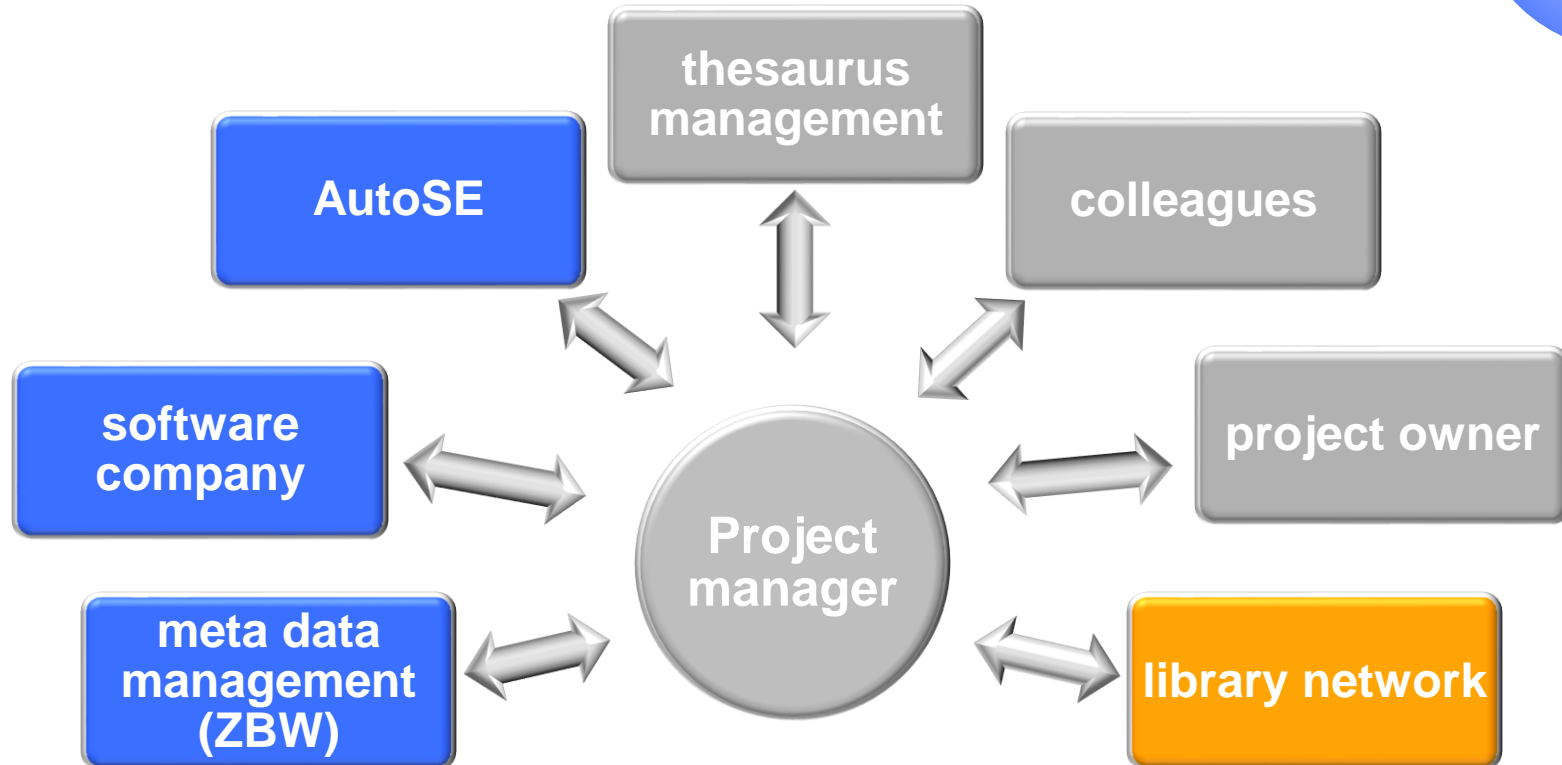 thesaurus
management
AutoSE
colleagues
software
company
project owner
Project
manager
meta data
management
(ZBW)
library network